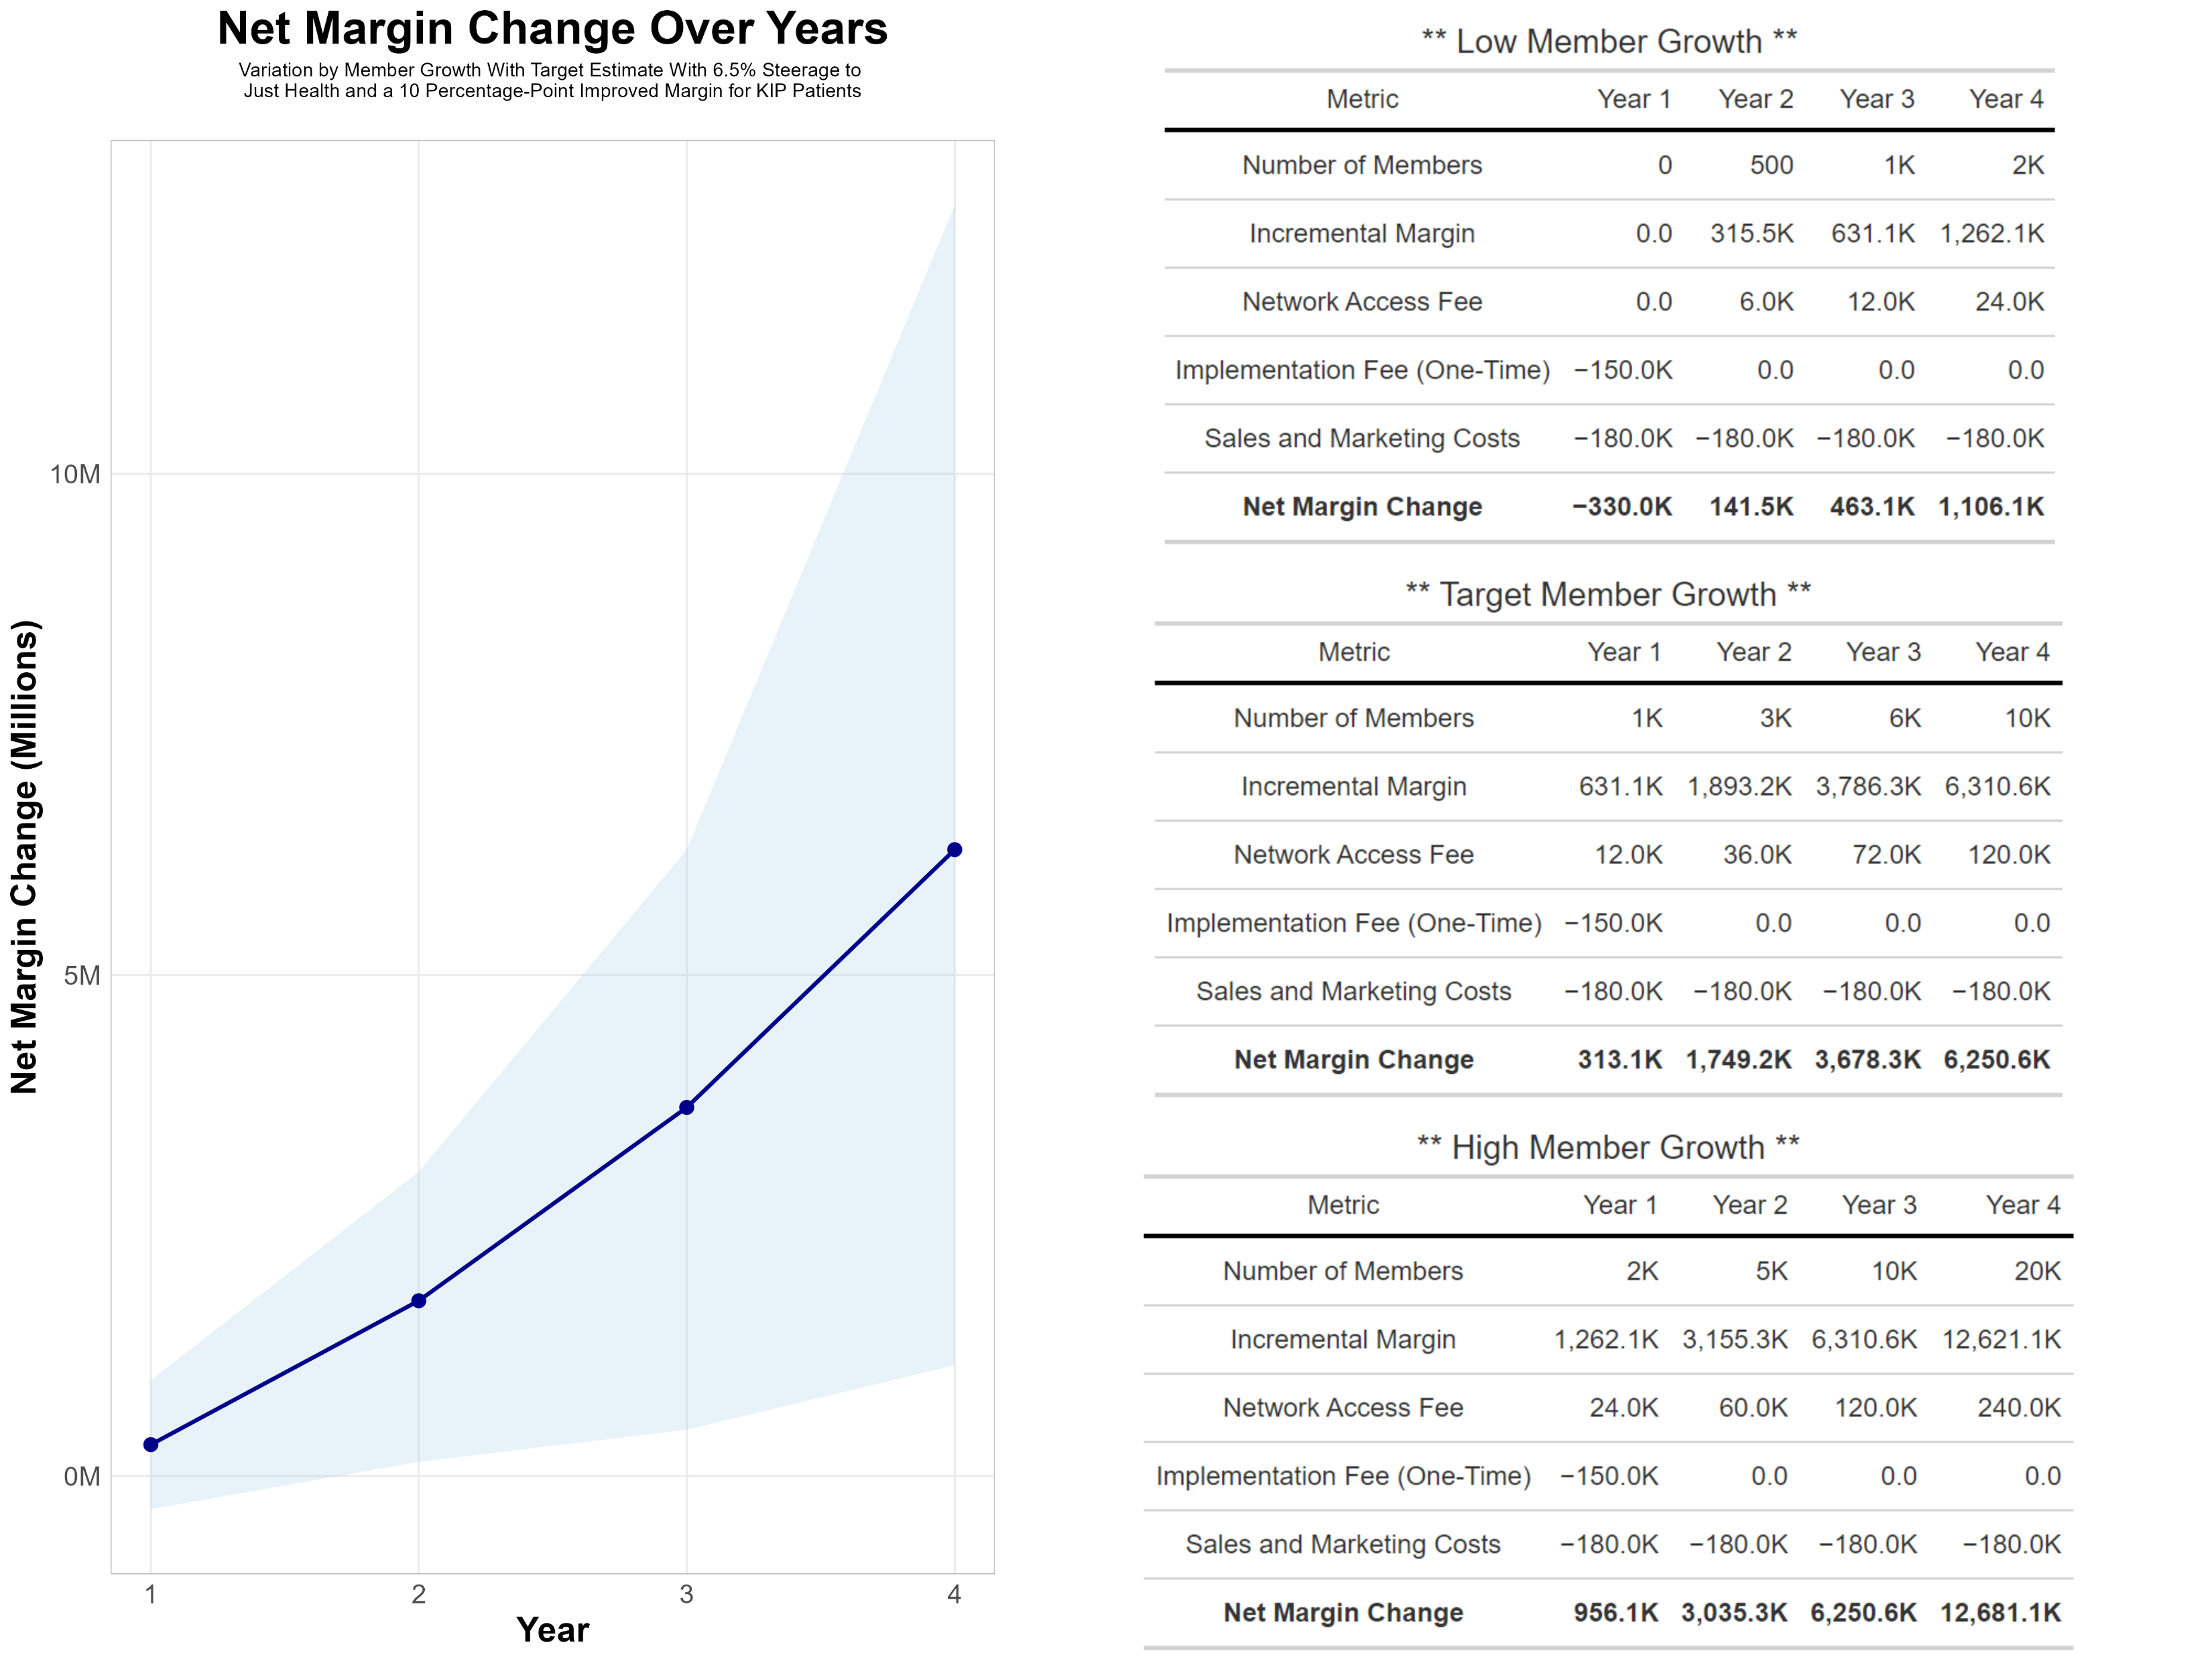 Net Margin Change Over Years
Variation by Member Growth With Target Estimate With 6.5% Steerage to
Just Health and a 10 Percentage-Point Improved Margin for KIP Patients
Net Margin Change (Millions)
10M
5M
0M
1 2 3 4
Year
** Low Member Growth **
Metric Year 1 Year 2 Year 3 Year 4
Number of Members 0 500 1K 2K
Incremental Margin 0.0 315.5K 631.1K 1,262.1K
Network Access Fee 0.0 6.0K 12.0K 24.0K
Implementation Fee (One-Time) −150.0K 0.0 0.0 0.0
Sales and Marketing Costs −180.0K −180.0K −180.0K −180.0K
Net Margin Change −330.0K 141.5K 463.1K 1,106.1K
** Target Member Growth **
Metric Year 1 Year 2 Year 3 Year 4
Number of Members 1K 3K 6K 10K
Incremental Margin 631.1K 1,893.2K 3,786.3K 6,310.6K
Network Access Fee 12.0K 36.0K 72.0K 120.0K
Implementation Fee (One-Time) −150.0K 0.0 0.0 0.0
Sales and Marketing Costs −180.0K −180.0K −180.0K −180.0K
Net Margin Change 313.1K 1,749.2K 3,678.3K 6,250.6K
** High Member Growth **
Metric Year 1 Year 2 Year 3 Year 4
Number of Members 2K 5K 10K 20K
Incremental Margin 1,262.1K 3,155.3K 6,310.6K 12,621.1K
Network Access Fee 24.0K 60.0K 120.0K 240.0K
Implementation Fee (One-Time) −150.0K 0.0 0.0 0.0
Sales and Marketing Costs −180.0K −180.0K −180.0K −180.0K
Net Margin Change 956.1K 3,035.3K 6,250.6K 12,681.1K